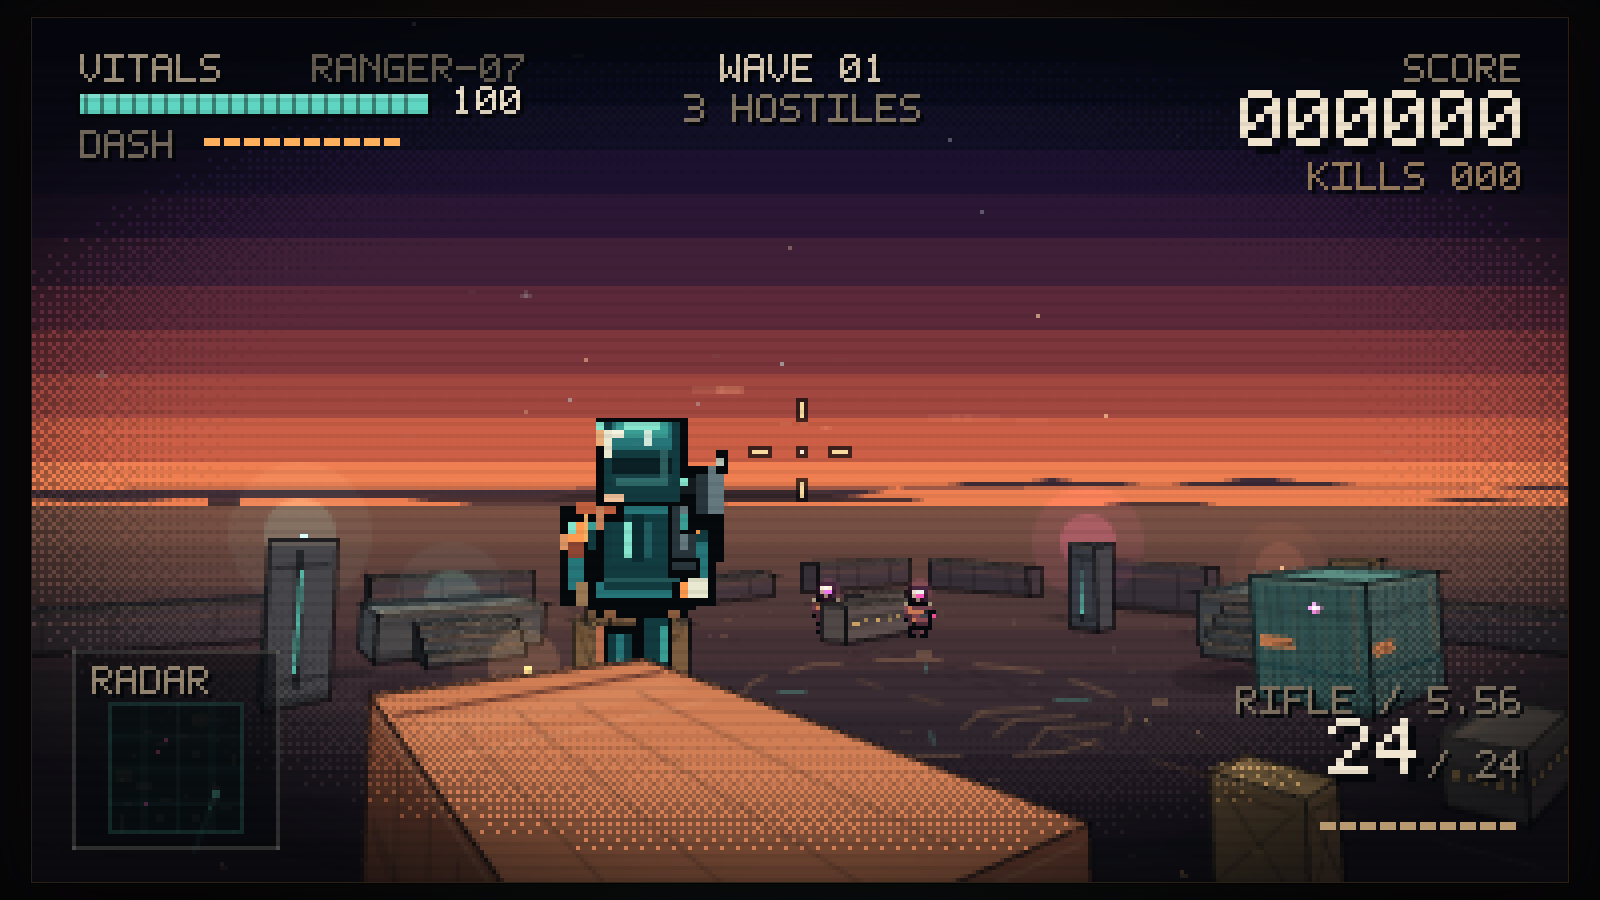 VITALS RANGER-07
100
DASH
WAVE 01
3 HOSTILES
SCORE
000000
KILLS 000
RADAR
RIFLE / 5.56
24 / 24